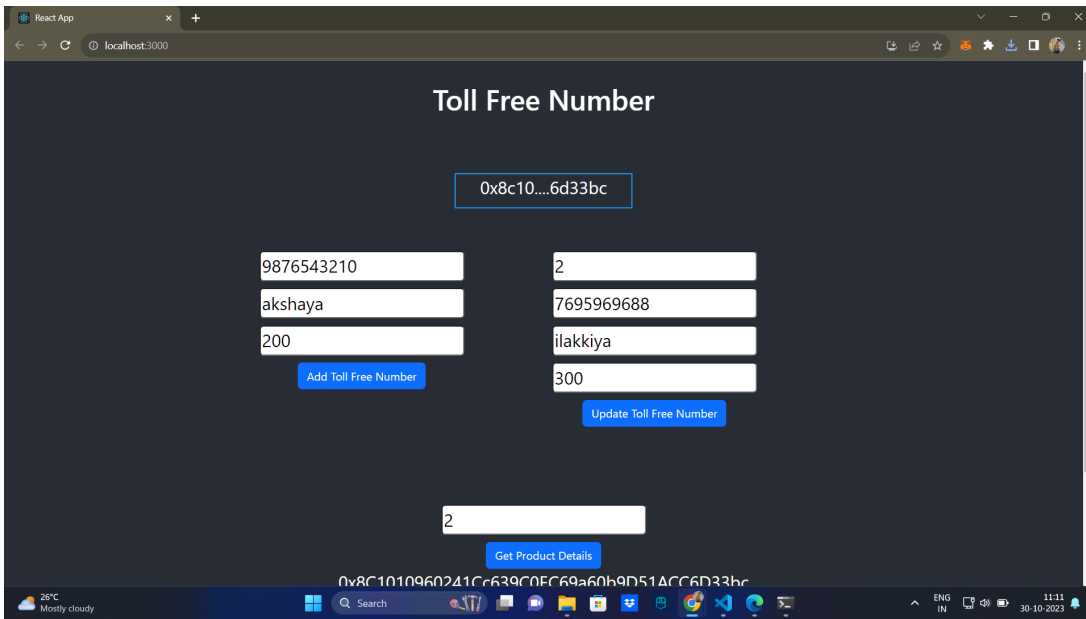 React App
localhost:3000
Toll Free Number
0x8c10....6d33bc
9876543210
akshaya
200
Add Toll Free Number
2
7695969688
ilakkiya
300
Update Toll Free Number
2
Get Product Details
0x8C1010960241Cc639C0FC69a60b9D51ACC6D33bc
26°C
Mostly cloudy
Search
ENG
IN
11:11
30-10-2023